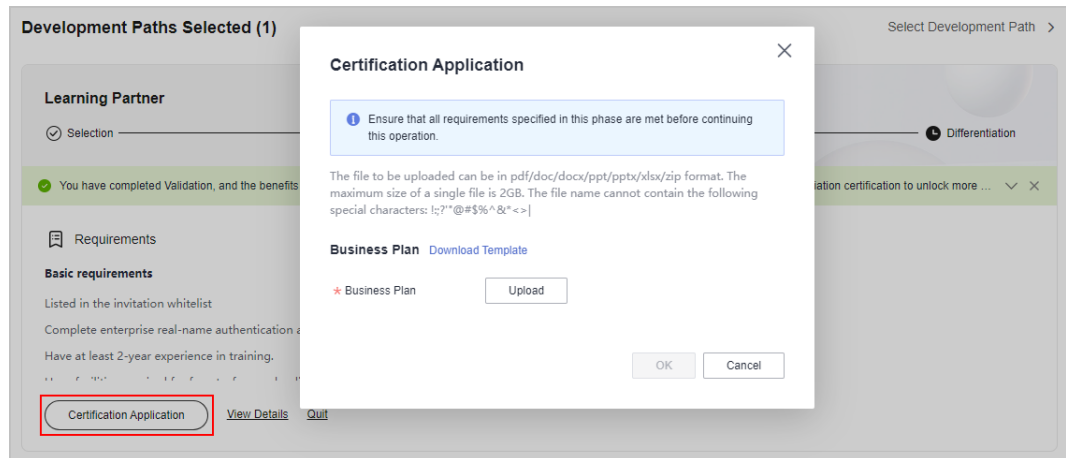 Development Paths Selected (1)
Select Development Path
Certification Application
Learning Partner
Selection
Differentiation
Ensure that all requirements specified in this phase are met before continuing
this operation.
You have completed Validation, and the benefits
iation certification to unlock more ...
The file to be uploaded can be in pdf/doc/docx/ppt/pptx/xlsx/zip format. The
maximum size of a single file is 2GB. The file name cannot contain the following
special characters: !;:?'"@#$%^&*<>|
Requirements
Business Plan Download Template
Basic requirements
* Business Plan
Upload
Listed in the invitation whitelist
Complete enterprise real-name authentication a
Have at least 2-year experience in training.
OK
Cancel
Certification Application
View Details
Quit